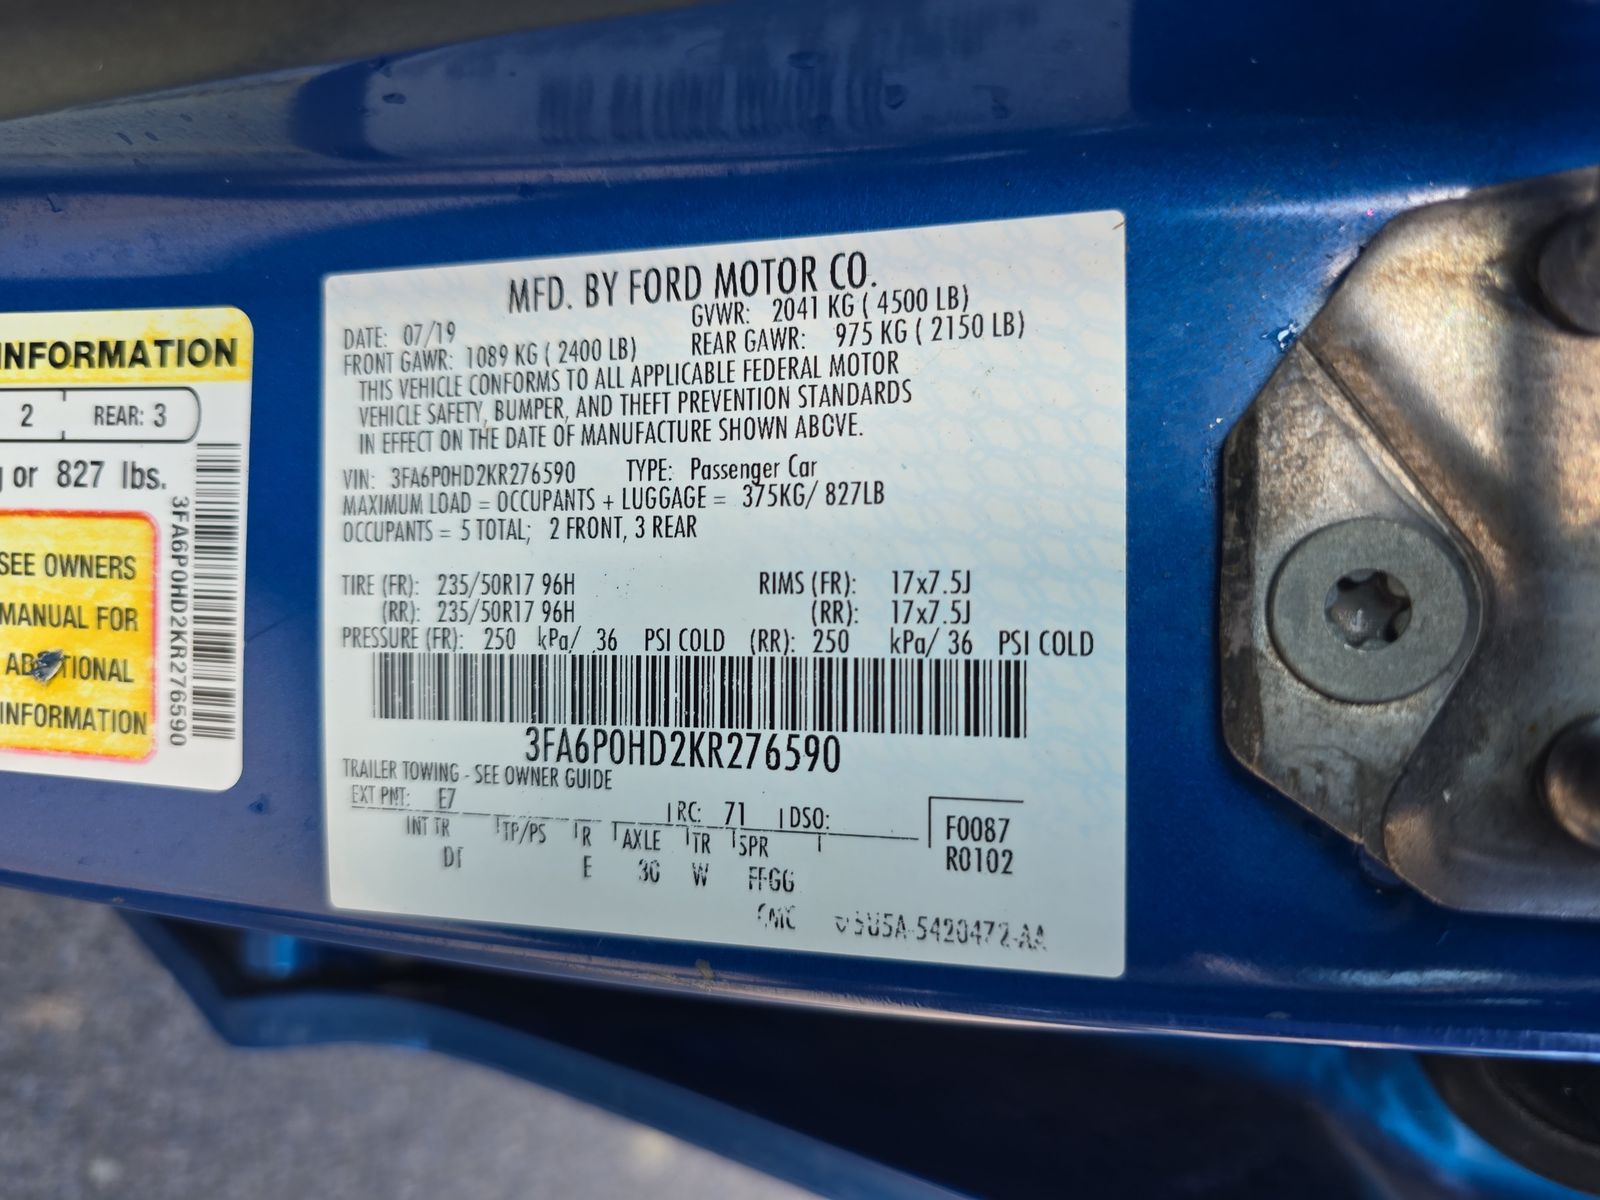 INFORMATION
2 REAR: 3
or 827 lbs.
SEE OWNERS
MANUAL FOR
INFORMATION
3FA6P0HD2KR276590
MFD. BY FORD MOTOR CO.
DATE: 07/19 GVWR: 2041 KG ( 4500 LB)
FRONT GAWR: 1089 KG ( 2400 LB) REAR GAWR: 975 KG ( 2150 LB)
THIS VEHICLE CONFORMS TO ALL APPLICABLE FEDERAL MOTOR
VEHICLE SAFETY, BUMPER, AND THEFT PREVENTION STANDARDS
IN EFFECT ON THE DATE OF MANUFACTURE SHOWN ABOVE.
VIN: 3FA6P0HD2KR276590 TYPE: Passenger Car
MAXIMUM LOAD = OCCUPANTS + LUGGAGE = 375KG/ 827LB
OCCUPANTS = 5 TOTAL; 2 FRONT, 3 REAR
TIRE (FR): 235/50R17 96H RIMS (FR): 17x7.5J
(RR): 235/50R17 96H (RR): 17x7.5J
PRESSURE (FR): 250 kPa/ 36 PSI COLD (RR): 250 kPa/ 36 PSI COLD
3FA6P0HD2KR276590
TRAILER TOWING - SEE OWNER GUIDE
EXT PNT: E7 RC: 71 DSO:
INT TR TP/PS R AXLE TR SPR
E W
F0087
R0102